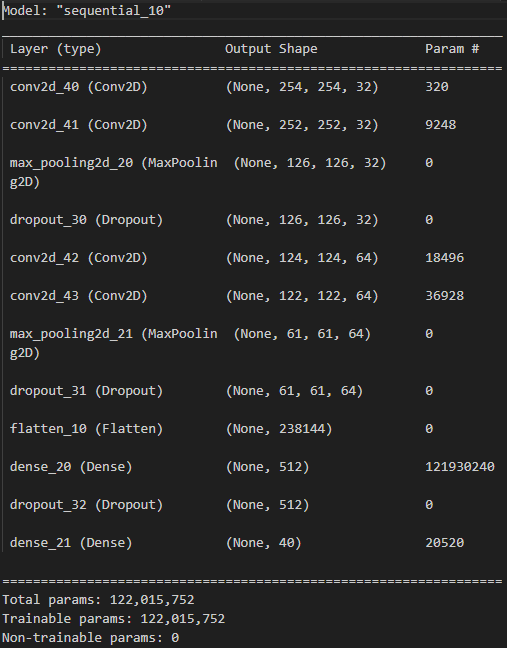 Model: "sequential_10"
Layer (type) Output Shape Param #
conv2d_40 (Conv2D) (None, 254, 254, 32) 320
conv2d_41 (Conv2D) (None, 252, 252, 32) 9248
max_pooling2d_20 (MaxPoolin (None, 126, 126, 32) 0
g2D)
dropout_30 (Dropout) (None, 126, 126, 32) 0
conv2d_42 (Conv2D) (None, 124, 124, 64) 18496
conv2d_43 (Conv2D) (None, 122, 122, 64) 36928
max_pooling2d_21 (MaxPoolin (None, 61, 61, 64) 0
g2D)
dropout_31 (Dropout) (None, 61, 61, 64) 0
flatten_10 (Flatten) (None, 238144) 0
dense_20 (Dense) (None, 512) 121930240
dropout_32 (Dropout) (None, 512) 0
dense_21 (Dense) (None, 40) 20520
Total params: 122,015,752
Trainable params: 122,015,752
Non-trainable params: 0